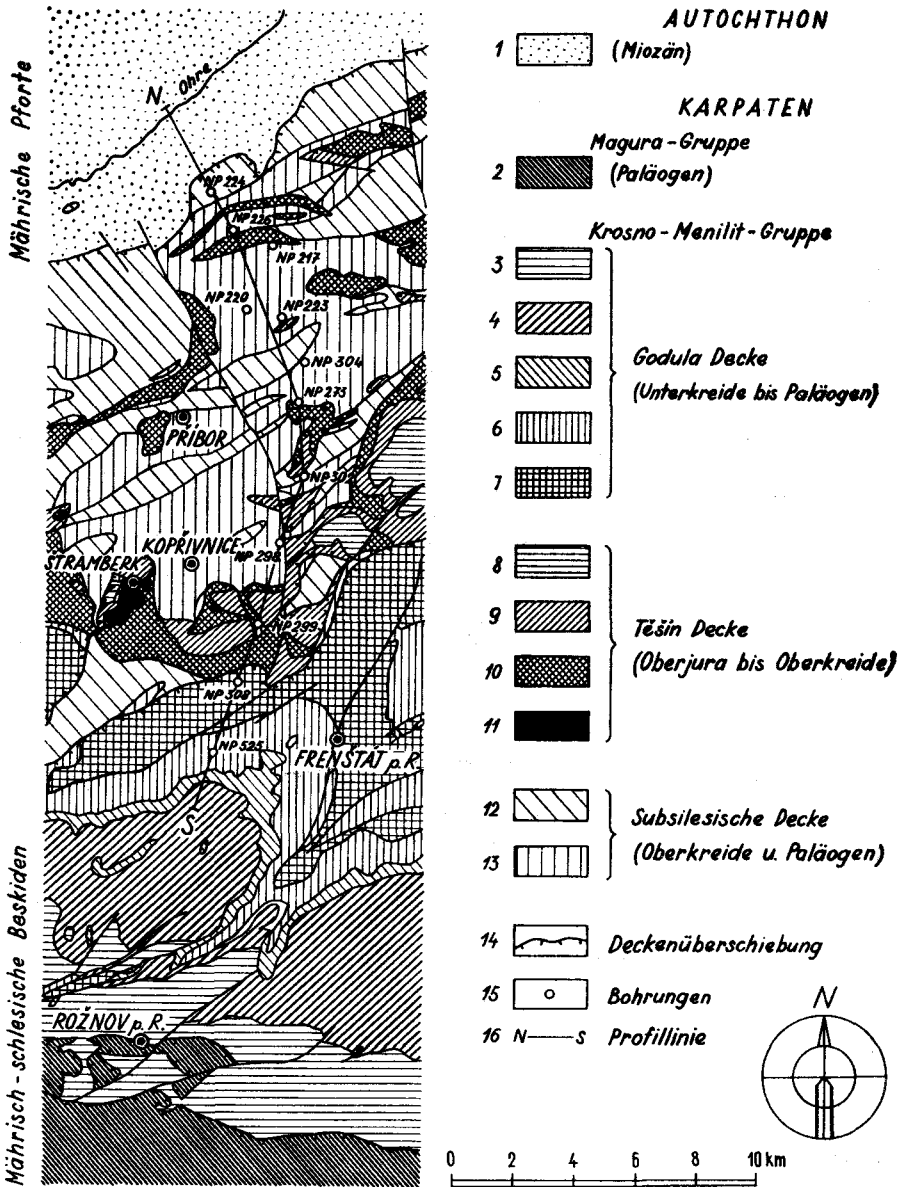 Mährische Pforte
Mährisch-schlesische Beskiden
N
Ohre
NP 224
NP 226
NP 217
NP 220
NP 223
NP 304
NP 273
PŘÍBOR
NP 298
KOPŘIVNICE
STRAMBERK
NP 299
NP 308
NP 525
FRENŠTÁT p.R.
S
ROŽNOV p.R.
AUTOCHTHON
1 (Miozän)
KARPATEN
Magura-Gruppe
2 (Paläogen)
Krosno-Menilit-Gruppe
3
4
5
6
7
Godula Decke
(Unterkreide bis Paläogen)
8
9
10
11
Těšin Decke
(Oberjura bis Oberkreide)
12
13
Subsilesische Decke
(Oberkreide u. Paläogen)
14 Deckenüberschiebung
15 Bohrungen
16 N — S Profillinie
N
0 2 4 6 8 10 km